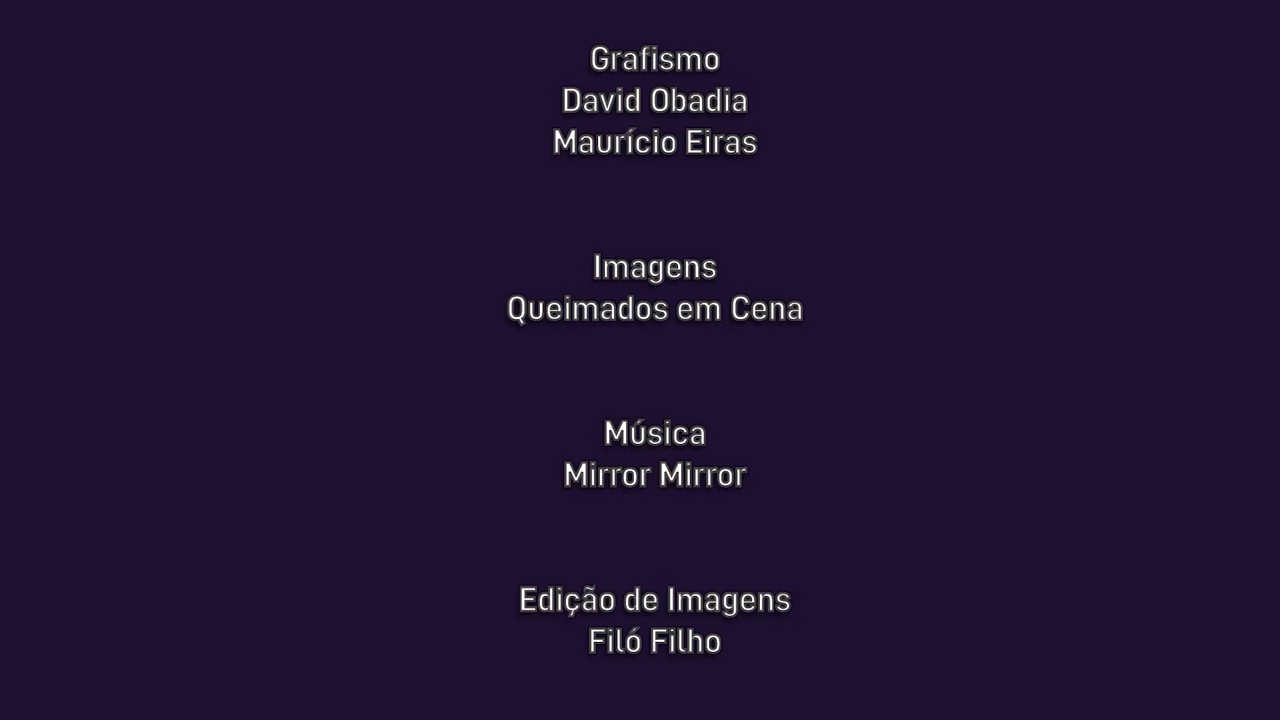 Grafismo
David Obadia
Maurício Eiras
Imagens
Queimados em Cena
Música
Mirror Mirror
Edição de Imagens
Filó Filho